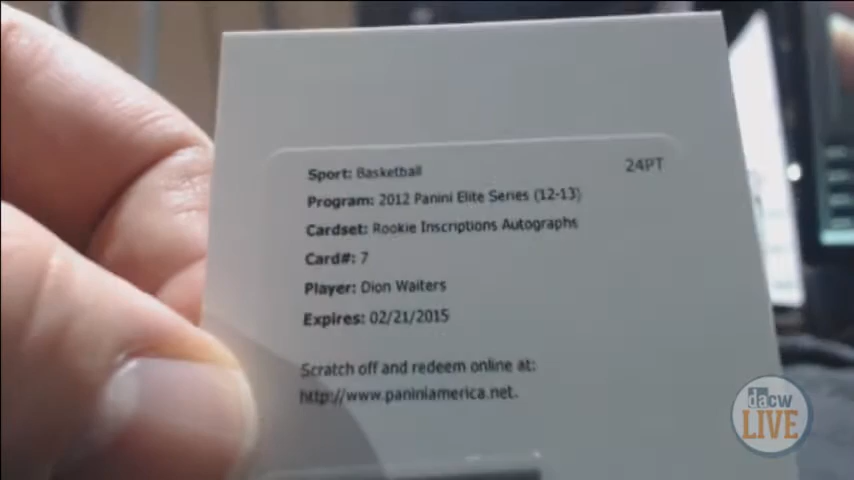 24PT
Sport: Basketball
Program: 2012 Panini Elite Series (12-13)
Cardset: Rookie Inscriptions Autographs
Card#: 7
Player: Dion Waiters
Expires: 02/21/2015
Scratch off and redeem online at:
http://www.paniniamerica.net.
dacw
LIVE